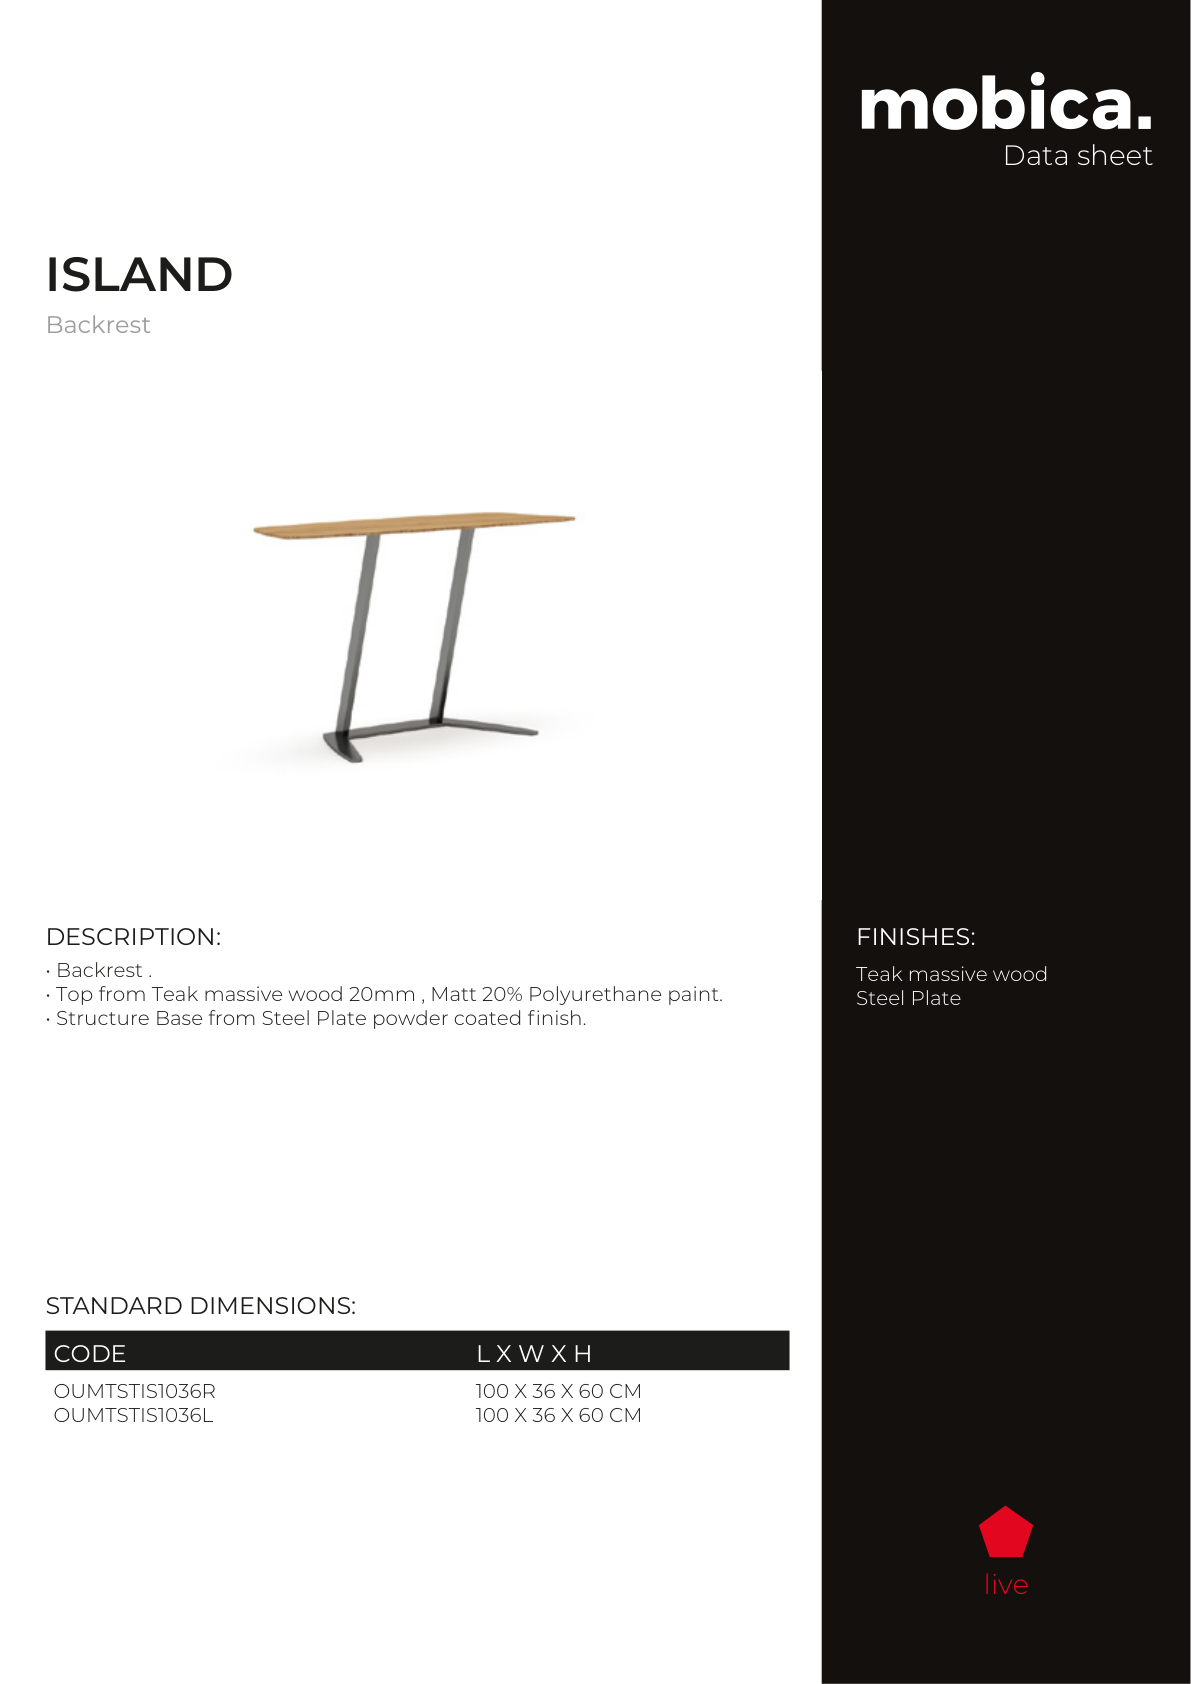 mobica.
Data sheet
ISLAND
Backrest
DESCRIPTION:
• Backrest .
• Top from Teak massive wood 20mm , Matt 20% Polyurethane paint.
• Structure Base from Steel Plate powder coated finish.
FINISHES:
Teak massive wood
Steel Plate
STANDARD DIMENSIONS:
CODE L X W X H
OUMTSTIS1036R 100 X 36 X 60 CM
OUMTSTIS1036L 100 X 36 X 60 CM
live